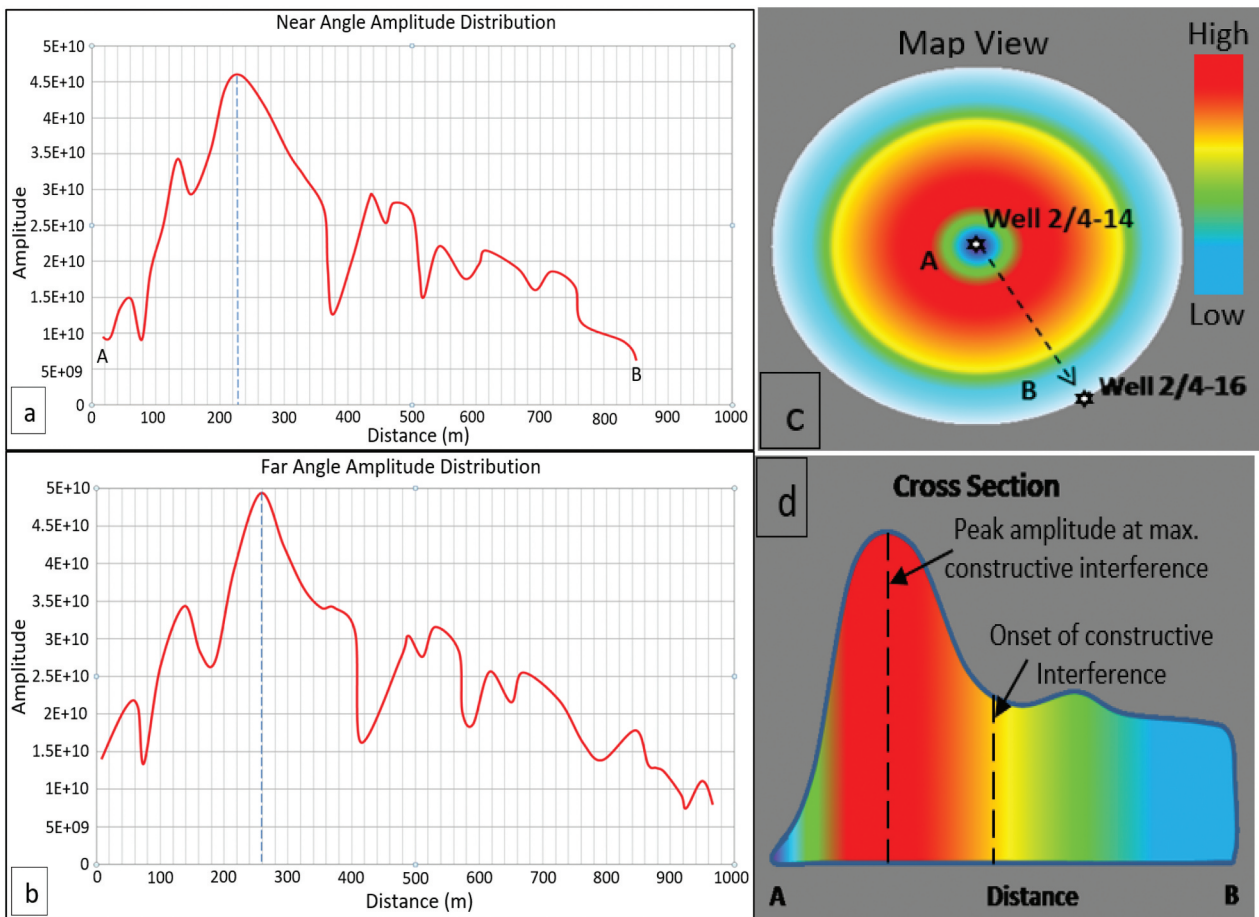 Near Angle Amplitude Distribution
5E+10
4.5E+10
4E+10
3.5E+10
3E+10
2.5E+10
2E+10
1.5E+10
1E+10
5E+09
0
Amplitude
A
B
0 100 200 300 400 500 600 700 800 900 1000
Distance (m)
a
Far Angle Amplitude Distribution
5E+10
4.5E+10
4E+10
3.5E+10
3E+10
2.5E+10
2E+10
1.5E+10
1E+10
5E+09
0
Amplitude
0 100 200 300 400 500 600 700 800 900 1000
Distance (m)
b
Map View
High
Low
Well 2/4-14
A
B
Well 2/4-16
c
d
Cross Section
Peak amplitude at max.
constructive interference
Onset of constructive
Interference
A Distance B